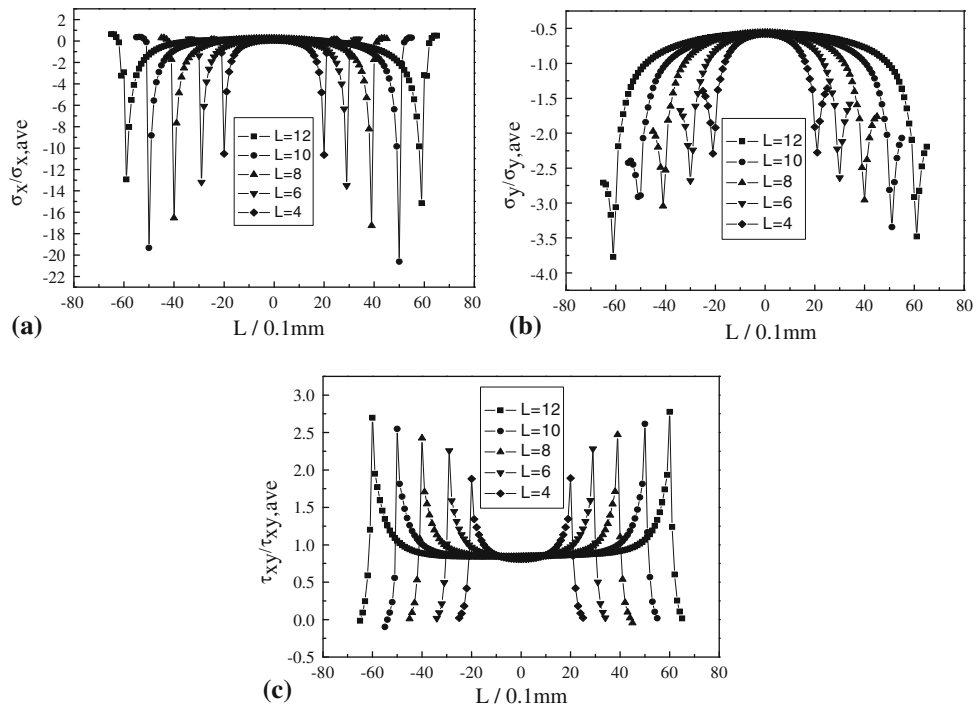 σx/σx,ave
2
0
-2
-4
-6
-8
-10
-12
-14
-16
-18
-20
-22
L=12
L=10
L=8
L=6
L=4
-80 -60 -40 -20 0 20 40 60 80
L / 0.1mm
(a)
σy/σy,ave
-0.5
-1.0
-1.5
-2.0
-2.5
-3.0
-3.5
-4.0
L=12
L=10
L=8
L=6
L=4
-80 -60 -40 -20 0 20 40 60 80
L / 0.1mm
(b)
τxy/τxy,ave
3.0
2.5
2.0
1.5
1.0
0.5
0.0
-0.5
L=12
L=10
L=8
L=6
L=4
-80 -60 -40 -20 0 20 40 60 80
L / 0.1mm
(c)